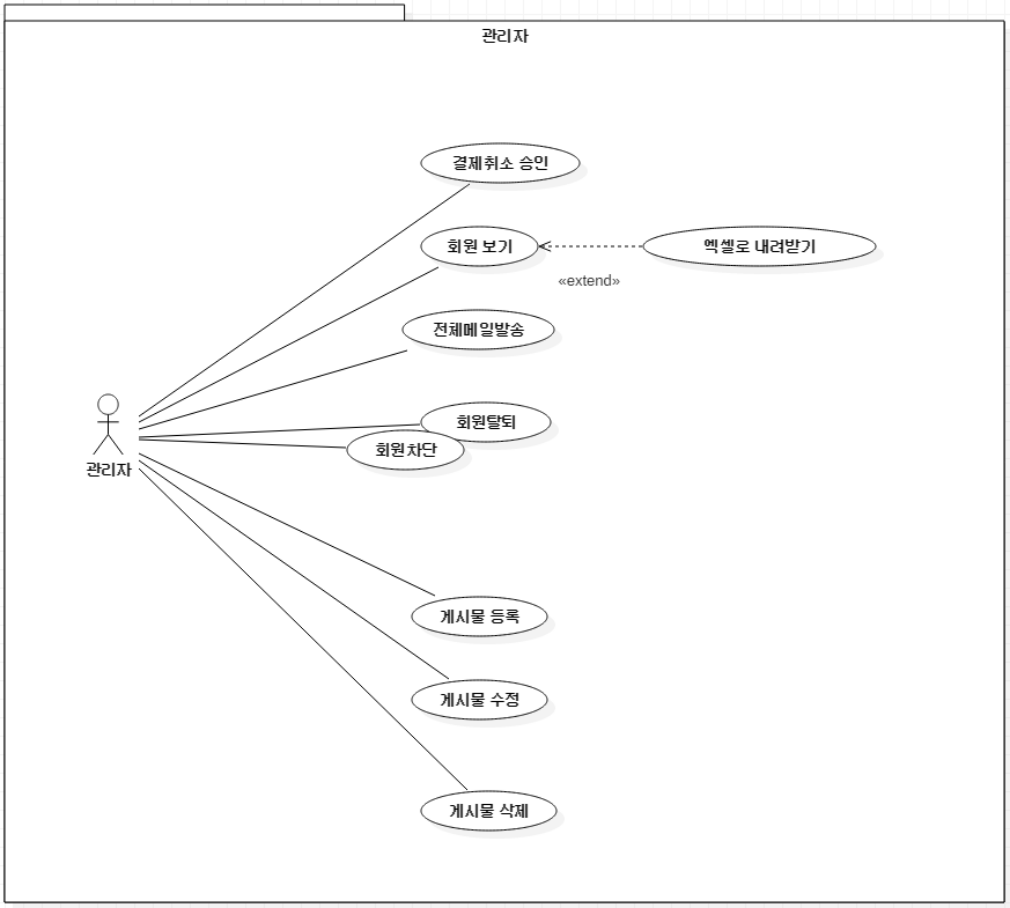 관리자
결제취소 승인
회원 보기
엑셀로 내려받기
«extend»
전체메일발송
회원탈퇴
회원차단
관리자
게시물 등록
게시물 수정
게시물 삭제